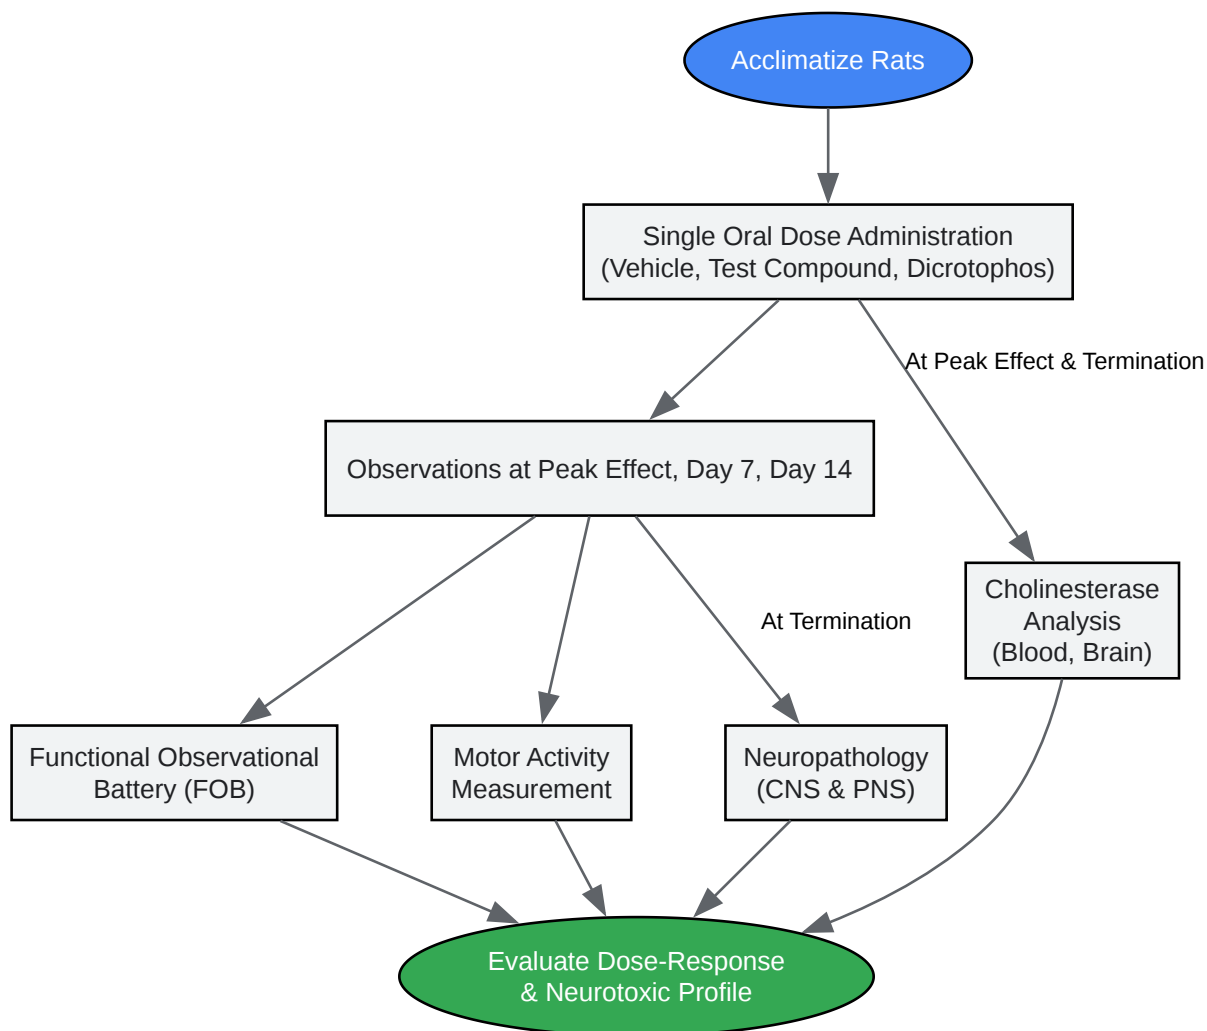 Acclimatize Rats
Single Oral Dose Administration
(Vehicle, Test Compound, Dicrotophos)
At Peak Effect & Termination
Observations at Peak Effect, Day 7, Day 14
Cholinesterase
Analysis
(Blood, Brain)
At Termination
Functional Observational
Battery (FOB)
Motor Activity
Measurement
Neuropathology
(CNS & PNS)
Evaluate Dose-Response
& Neurotoxic Profile